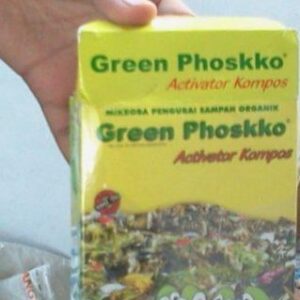 Green Phoskko®
Activator Kompos
MIKROBA PENGURAI SAMPAH ORGANIK
Green Phoskko®
Activator Kompos